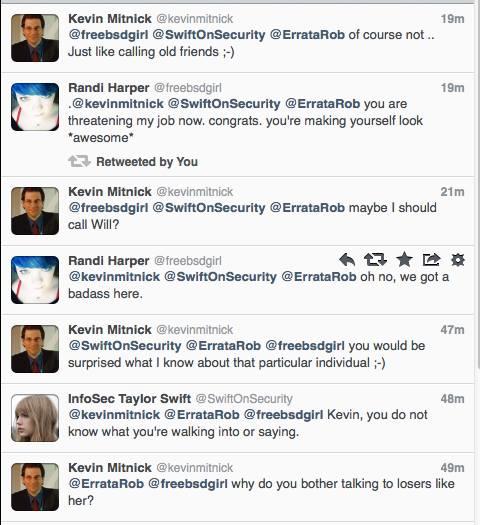 Kevin Mitnick @kevinmitnick 19m
@freebsdgirl @SwiftOnSecurity @ErrataRob of course not ..
Just like calling old friends ;-)
Randi Harper @freebsdgirl 19m
.@kevinmitnick @SwiftOnSecurity @ErrataRob you are
threatening my job now. congrats. you're making yourself look
*awesome*
Retweeted by You
Kevin Mitnick @kevinmitnick 21m
@freebsdgirl @SwiftOnSecurity @ErrataRob maybe I should
call Will?
Randi Harper @freebsdgirl
@kevinmitnick @SwiftOnSecurity @ErrataRob oh no, we got a
badass here.
Kevin Mitnick @kevinmitnick 47m
@SwiftOnSecurity @ErrataRob @freebsdgirl you would be
surprised what I know about that particular individual ;-)
InfoSec Taylor Swift @SwiftOnSecurity 48m
@kevinmitnick @ErrataRob @freebsdgirl Kevin, you do not
know what you're walking into or saying.
Kevin Mitnick @kevinmitnick 49m
@ErrataRob @freebsdgirl why do you bother talking to losers like
her?